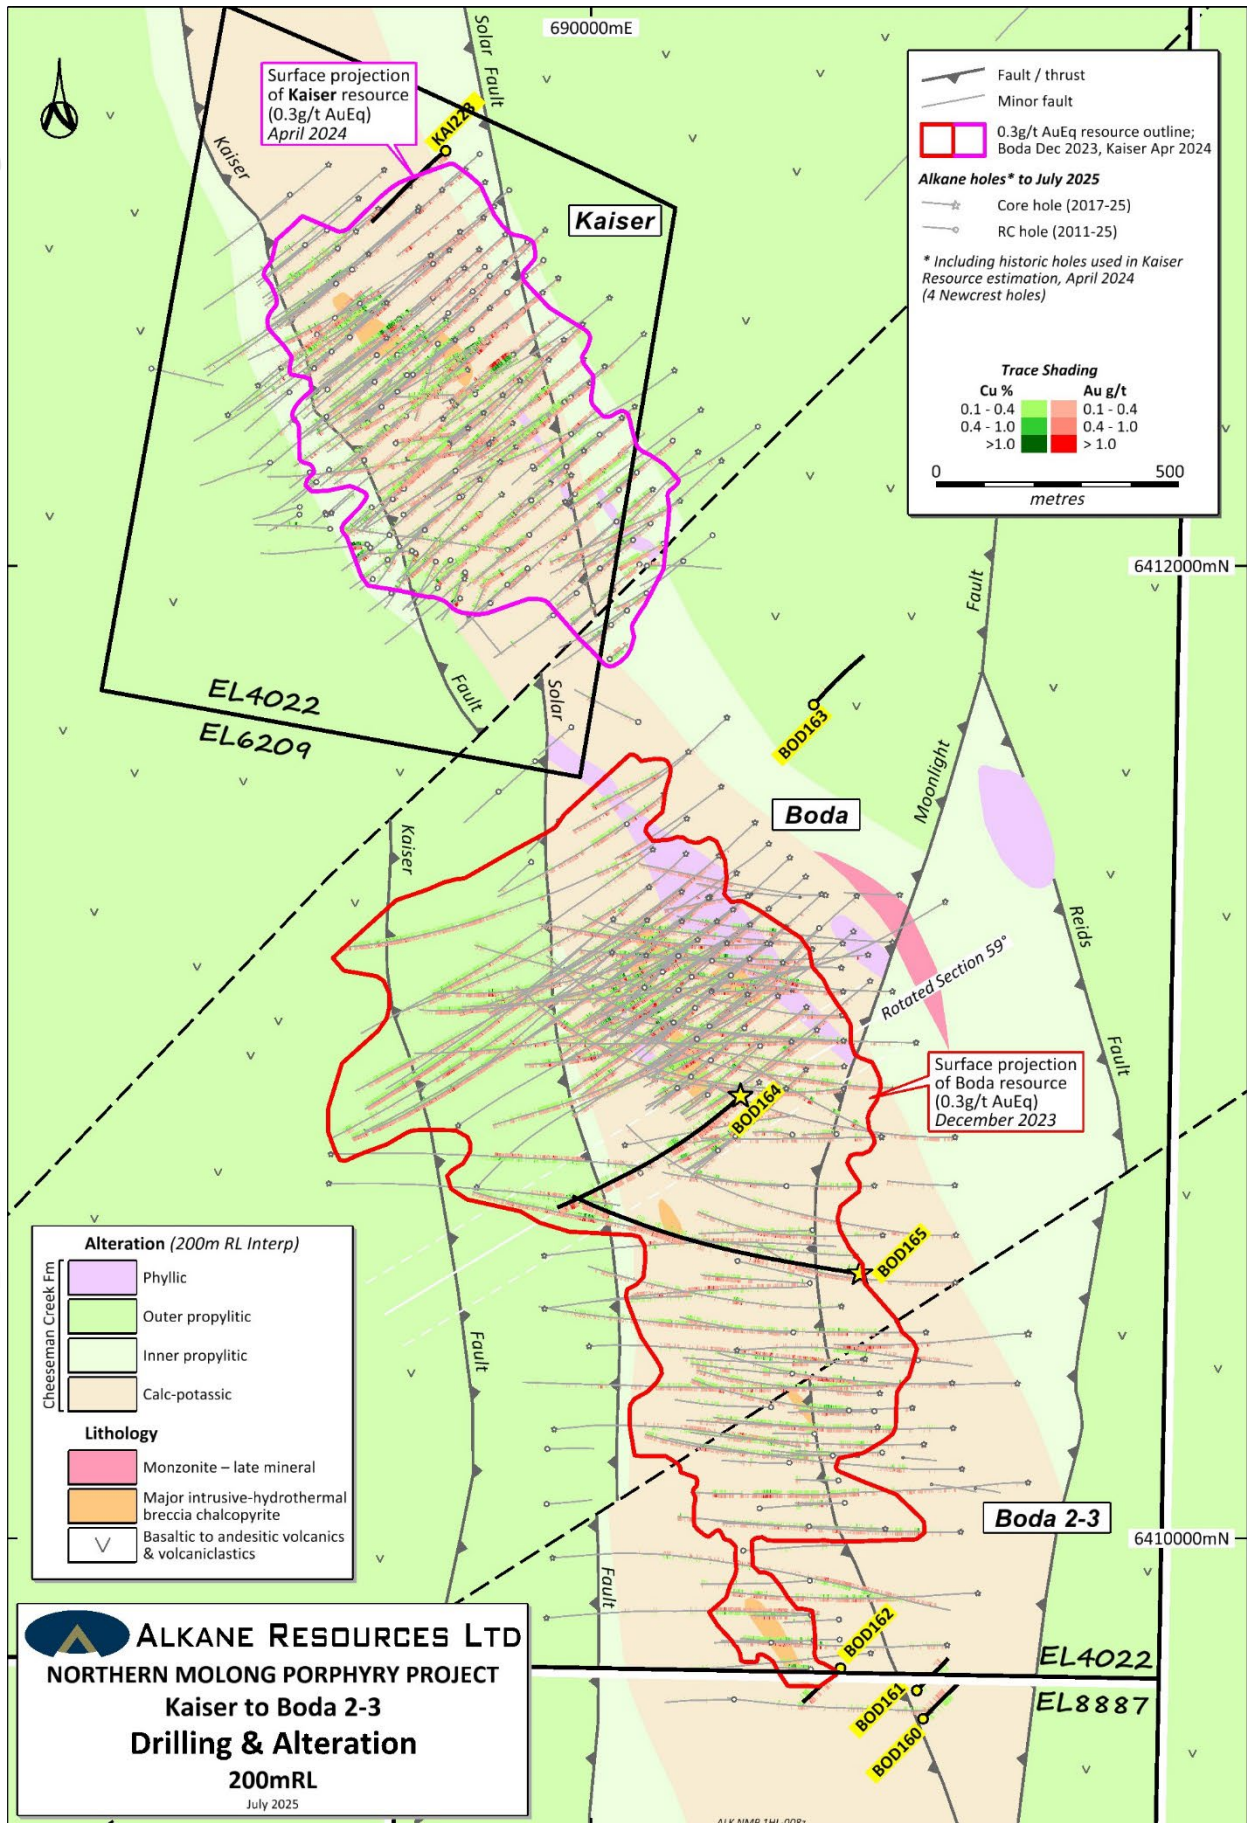 690000mE
Solar Fault
Surface projection
of Kaiser resource
(0.3g/t AuEq)
April 2024
KAI223
Kaiser
Kaiser
Fault / thrust
Minor fault
0.3g/t AuEq resource outline;
Boda Dec 2023, Kaiser Apr 2024
Alkane holes* to July 2025
Core hole (2017-25)
RC hole (2011-25)
* Including historic holes used in Kaiser
Resource estimation, April 2024
(4 Newcrest holes)
Trace Shading
Cu % Au g/t
0.1 - 0.4 0.1 - 0.4
0.4 - 1.0 0.4 - 1.0
>1.0 > 1.0
0 500
metres
Fault
6412000mN
EL4022
EL6209
Fault
Solar
BOD163
Moonlight
Boda
Kaiser
Reids
Rotated Section 59°
Fault
Surface projection
of Boda resource
(0.3g/t AuEq)
December 2023
BOD164
BOD165
Alteration (200m RL Interp)
Cheeseman Creek Fm
Phyllic
Outer propylitic
Inner propylitic
Calc-potassic
Lithology
Monzonite – late mineral
Major intrusive-hydrothermal
breccia chalcopyrite
V Basaltic to andesitic volcanics
& volcaniclastics
Fault
Boda 2-3
6410000mN
Fault
BOD162
EL4022
EL8887
BOD161
BOD160
ALKANE RESOURCES LTD
NORTHERN MOLONG PORPHYRY PROJECT
Kaiser to Boda 2-3
Drilling & Alteration
200mRL
July 2025